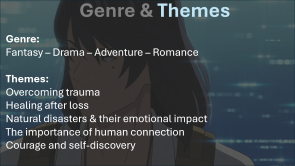 Genre & Themes
Genre:
Fantasy – Drama – Adventure – Romance
Themes:
Overcoming trauma
Healing after loss
Natural disasters & their emotional impact
The importance of human connection
Courage and self-discovery